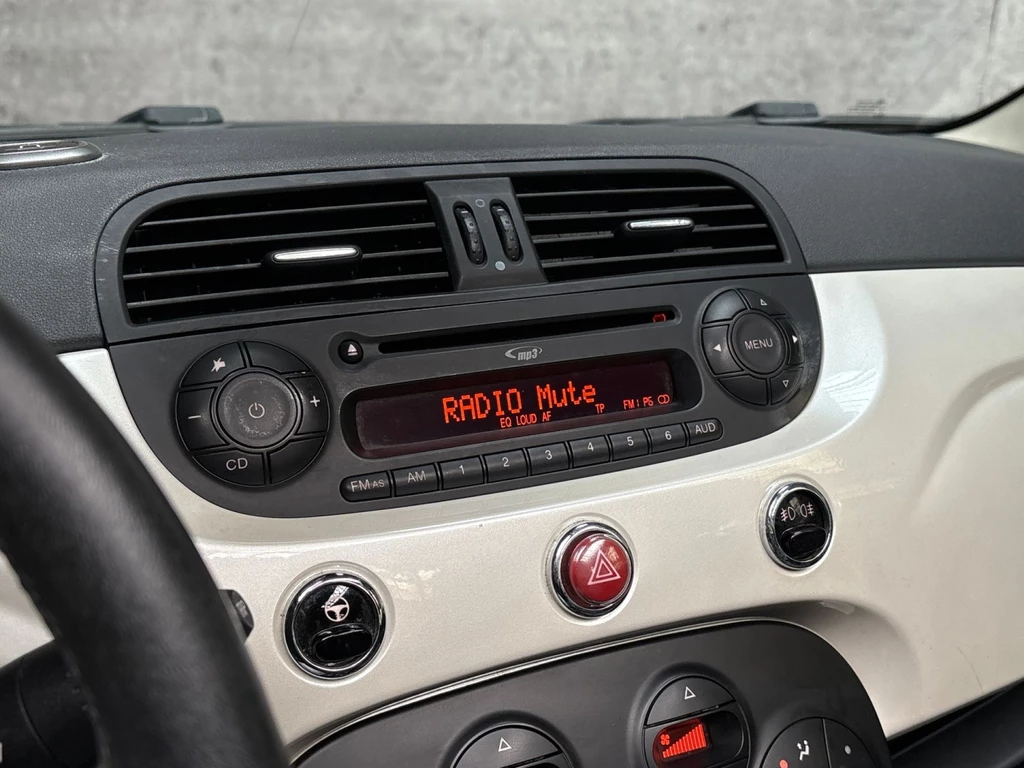 mp3
MENU
RADIO Mute
EQ LOUD AF TP FM1 P6 CD
CD
FM AS AM 1 2 3 4 5 6 AUD